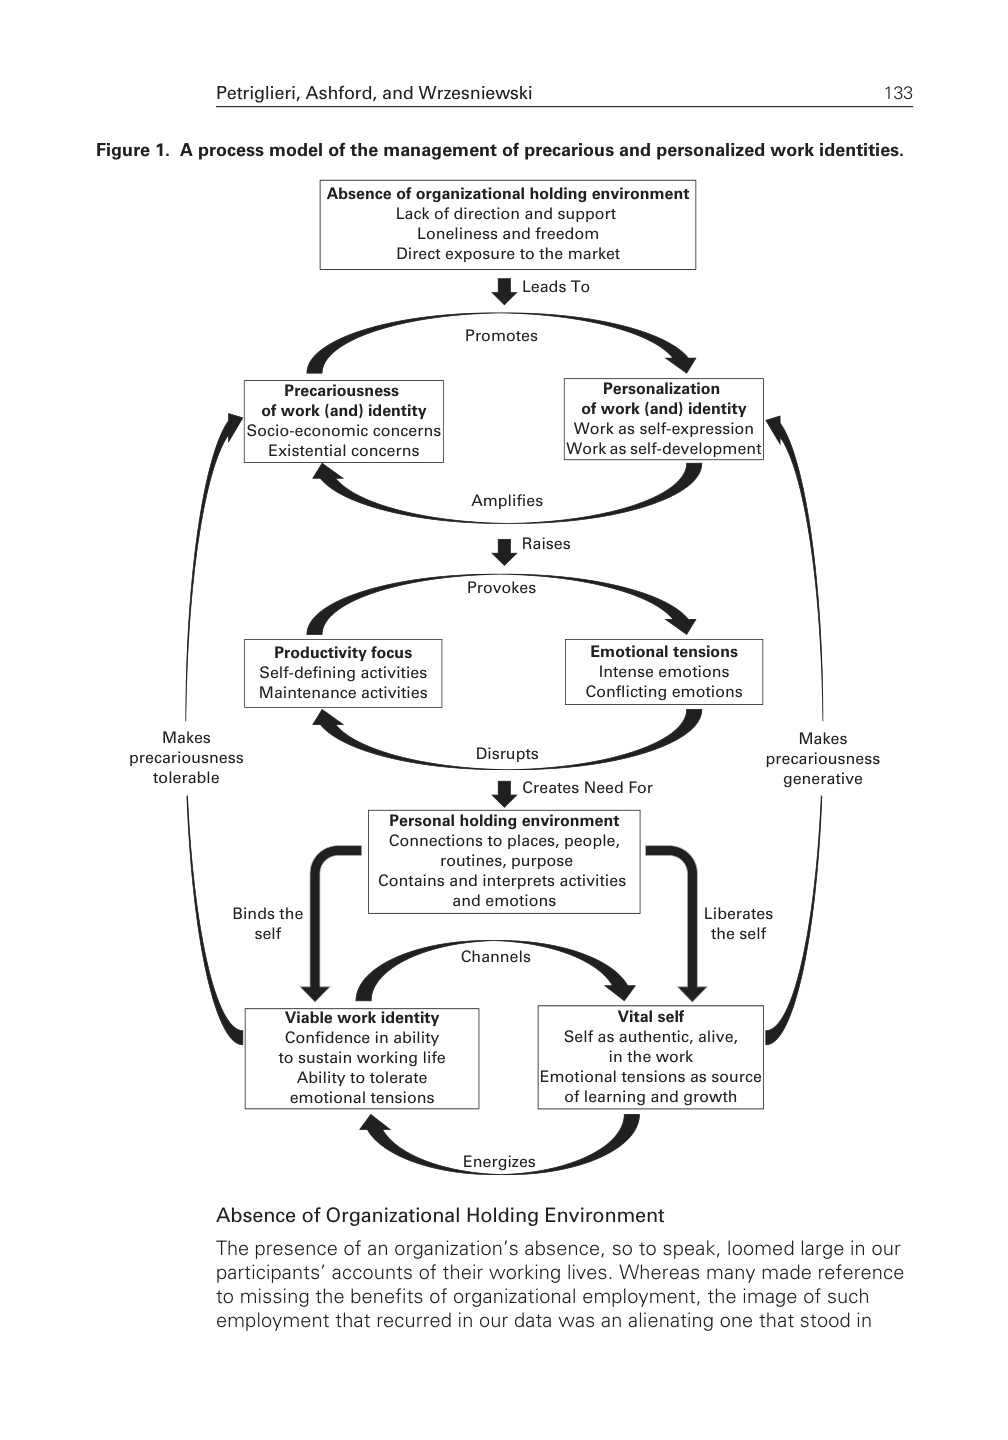 Petriglieri, Ashford, and Wrzesniewski 133
Figure 1. A process model of the management of precarious and personalized work identities.
Absence of organizational holding environment
Lack of direction and support
Loneliness and freedom
Direct exposure to the market
Leads To
Promotes
Precariousness
of work (and) identity
Socio-economic concerns
Existential concerns
Personalization
of work (and) identity
Work as self-expression
Work as self-development
Amplifies
Raises
Provokes
Productivity focus
Self-defining activities
Maintenance activities
Emotional tensions
Intense emotions
Conflicting emotions
Makes
precariousness
tolerable
Disrupts
Makes
precariousness
generative
Creates Need For
Personal holding environment
Connections to places, people,
routines, purpose
Contains and interprets activities
and emotions
Binds the
self
Liberates
the self
Channels
Viable work identity
Confidence in ability
to sustain working life
Ability to tolerate
emotional tensions
Vital self
Self as authentic, alive,
in the work
Emotional tensions as source
of learning and growth
Energizes
Absence of Organizational Holding Environment
The presence of an organization's absence, so to speak, loomed large in our
participants' accounts of their working lives. Whereas many made reference
to missing the benefits of organizational employment, the image of such
employment that recurred in our data was an alienating one that stood in